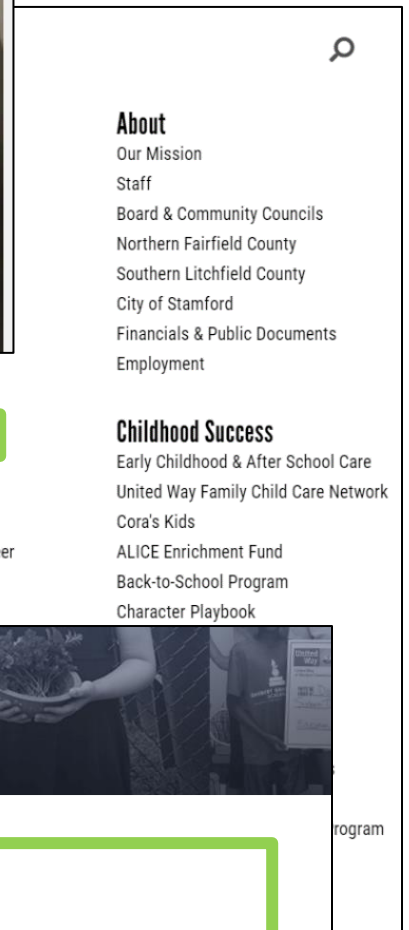 About
Our Mission
Staff
Board & Community Councils
Northern Fairfield County
Southern Litchfield County
City of Stamford
Financials & Public Documents
Employment
Childhood Success
Early Childhood & After School Care
United Way Family Child Care Network
Cora's Kids
ALICE Enrichment Fund
Back-to-School Program
Character Playbook
United
Way